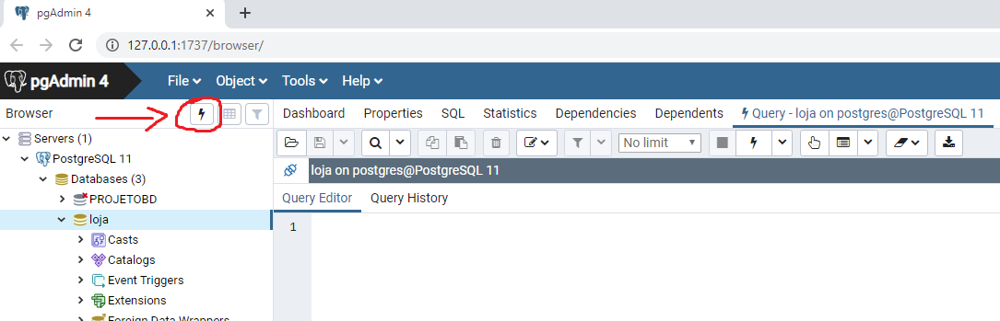 pgAdmin 4
127.0.0.1:1737/browser/
pgAdmin 4 File Object Tools Help
Browser Dashboard Properties SQL Statistics Dependencies Dependents Query - loja on postgres@PostgreSQL 11
Servers (1)
No limit
PostgreSQL 11
loja on postgres@PostgreSQL 11
Databases (3)
PROJETOBD
Query Editor Query History
loja
1
Casts
Catalogs
Event Triggers
Extensions
Foreign Data Wrappers